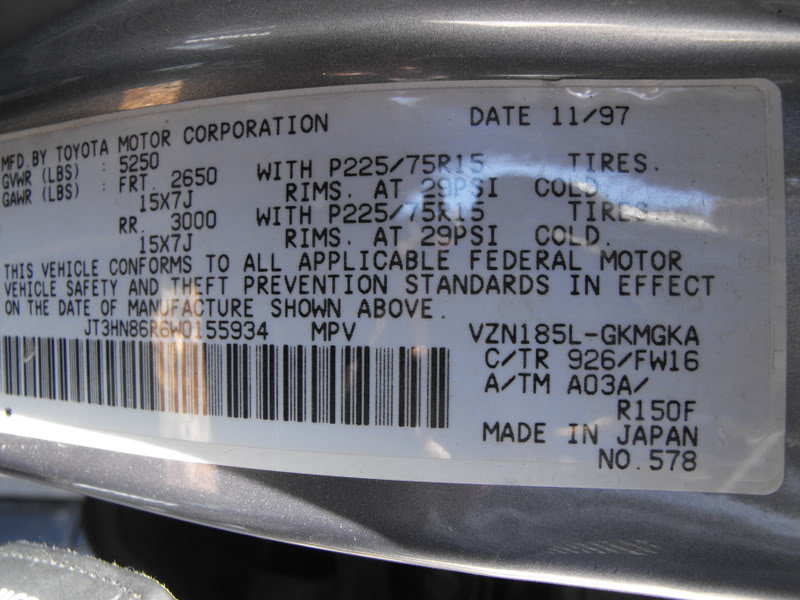 MFD. BY TOYOTA MOTOR CORPORATION DATE 11/97
GVWR (LBS) : 5250
GAWR (LBS) : FRT. 2650 WITH P225/75R15 TIRES.
15X7J RIMS. AT 29PSI COLD.
RR. 3000 WITH P225/75R15 TIRES
15X7J RIMS. AT 29PSI COLD.
THIS VEHICLE CONFORMS TO ALL APPLICABLE FEDERAL MOTOR
VEHICLE SAFETY AND THEFT PREVENTION STANDARDS IN EFFECT
ON THE DATE OF MANUFACTURE SHOWN ABOVE.
JT3HN86R6W0155934 MPV VZN185L-GKMGKA
C/TR 926/FW16
A/TM A03A/
R150F
MADE IN JAPAN
NO.578